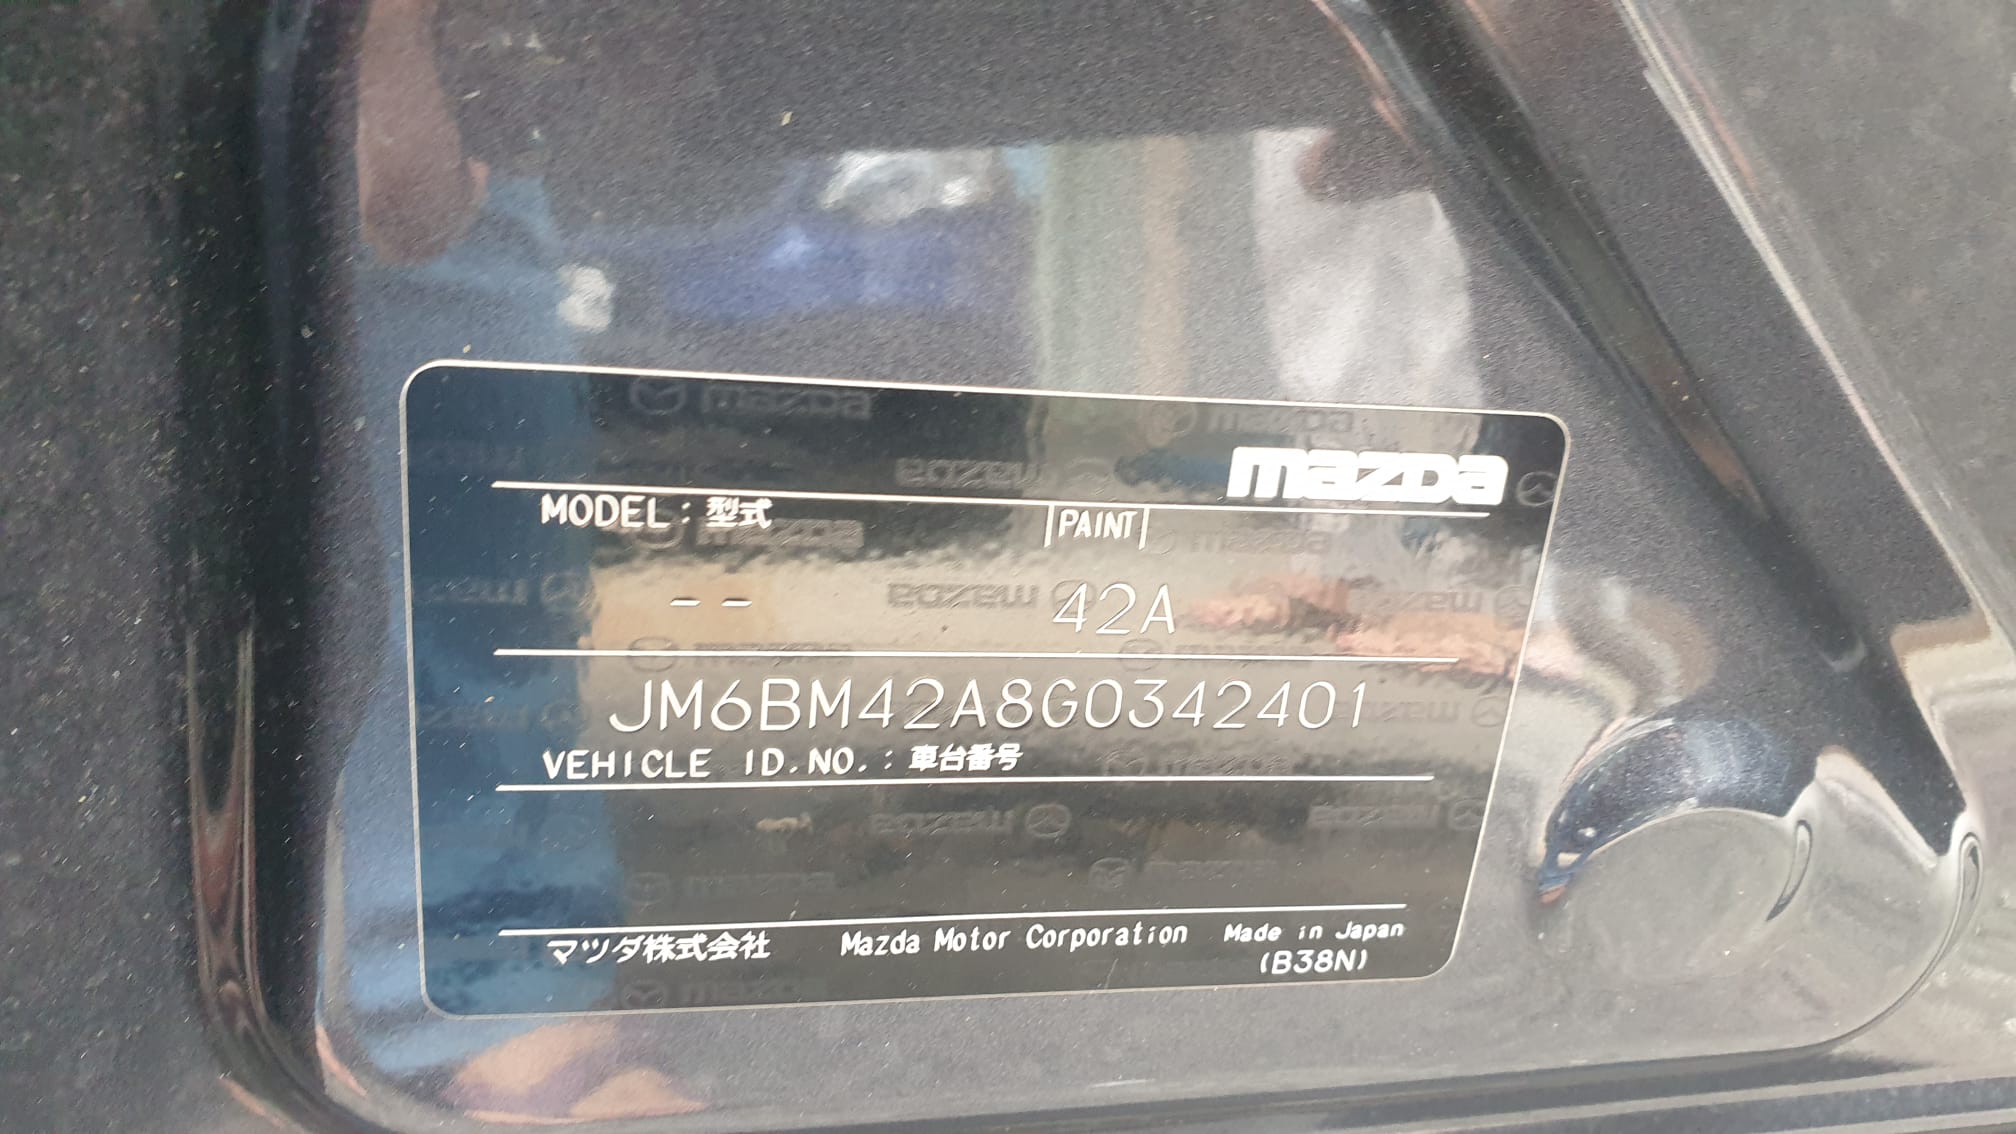 mazda
MODEL : 型式 |PAINT|
-- 42A
JM6BM42A8G0342401
VEHICLE ID.NO. : 車台番号
マツダ株式会社 Mazda Motor Corporation Made in Japan
(B38N)